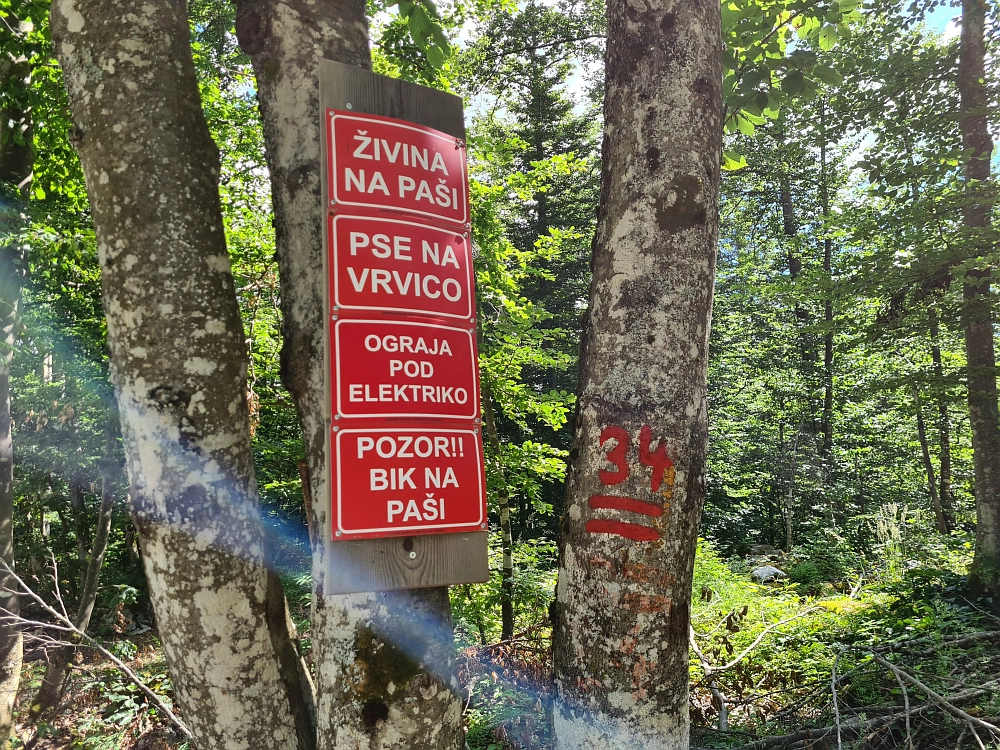 ŽIVINA
NA PAŠI
PSE NA
VRVICO
OGRAJA
POD
ELEKTRIKO
POZOR!!
BIK NA
PAŠI
34